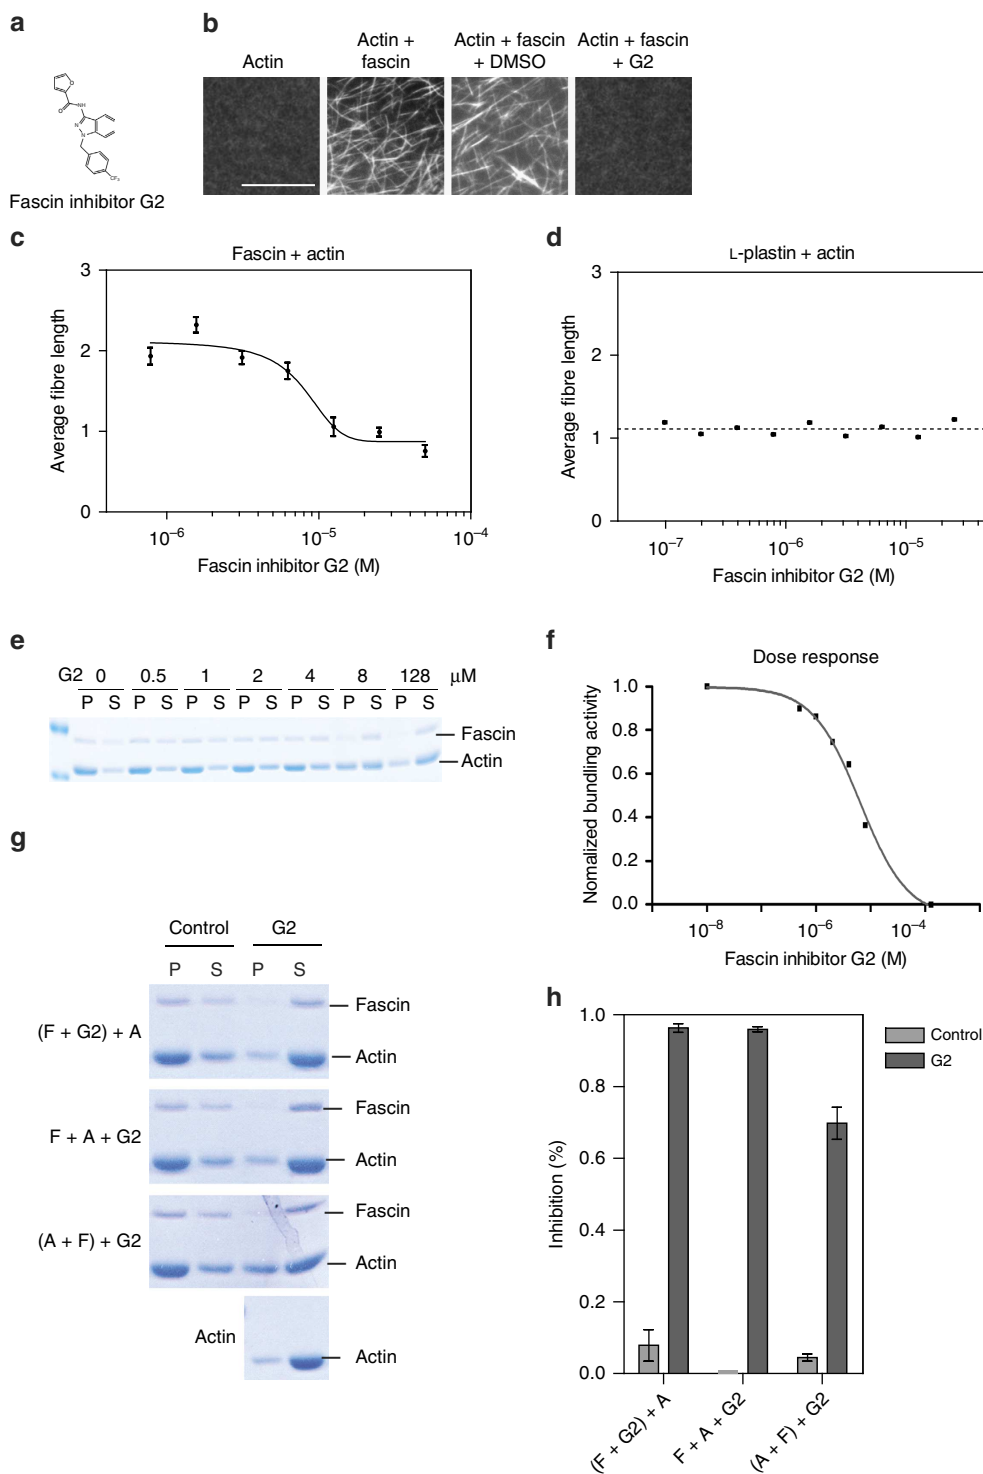 a
O
O
NH
N
N
CF₃
Fascin inhibitor G2
b
Actin
Actin +
fascin
Actin + fascin
+ DMSO
Actin + fascin
+ G2
c
Fascin + actin
Average fibre length
3
2
1
0
10⁻⁶
10⁻⁵
10⁻⁴
Fascin inhibitor G2 (M)
d
L-plastin + actin
Average fibre length
3
2
1
0
10⁻⁷
10⁻⁶
10⁻⁵
Fascin inhibitor G2 (M)
e
G2 0 0.5 1 2 4 8 128 μM
P S P S P S P S P S P S P S
Fascin
Actin
f
Dose response
Nomalized bundling activity
1.0
0.8
0.6
0.4
0.2
0.0
10⁻⁸
10⁻⁶
10⁻⁴
Fascin inhibitor G2 (M)
g
Control G2
P S P S
(F + G2) + A
Fascin
Actin
F + A + G2
Fascin
Actin
(A + F) + G2
Fascin
Actin
Actin
Actin
h
Inhibition (%)
1.0
0.8
0.6
0.4
0.2
0.0
(F + G2) + A
F + A + G2
(A + F) + G2
Control
G2